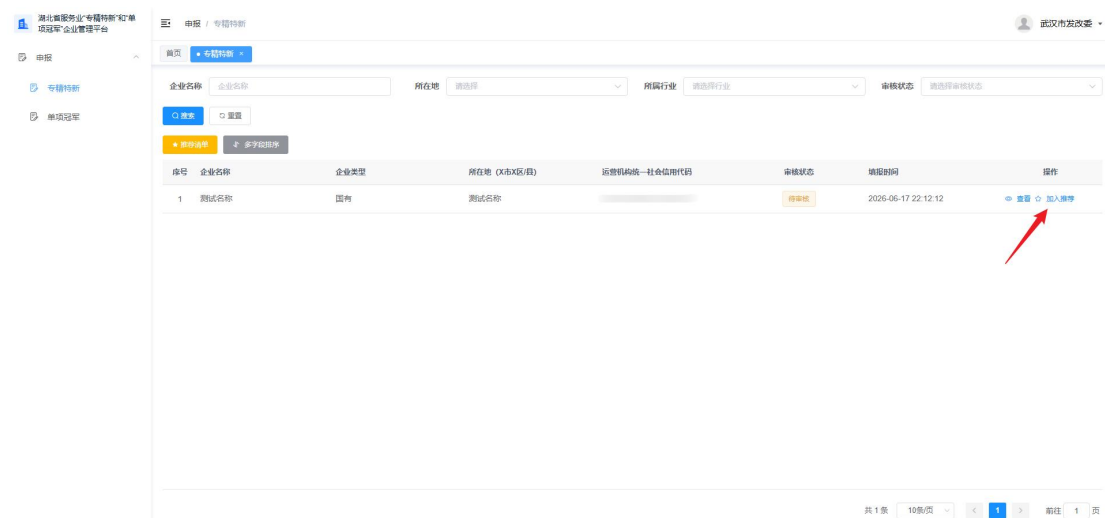 湖北省服务业“专精特新”和“单
项冠军”企业管理平台
申报 / 专精特新
武汉市发改委
申报
专精特新
单项冠军
首页 专精特新 ×
企业名称 企业名称 所在地 请选择 所属行业 请选择行业 审核状态 请选择审核状态
搜索 重置
推荐清单 多字段排序
序号 企业名称 企业类型 所在地（X市X区/县） 运营机构统一社会信用代码 审核状态 填报时间 操作
1 测试名称 国有 测试名称 待审核 2026-06-17 22:12:12 查看 加入推荐
共 1 条 10条/页 < 1 > 前往 1 页